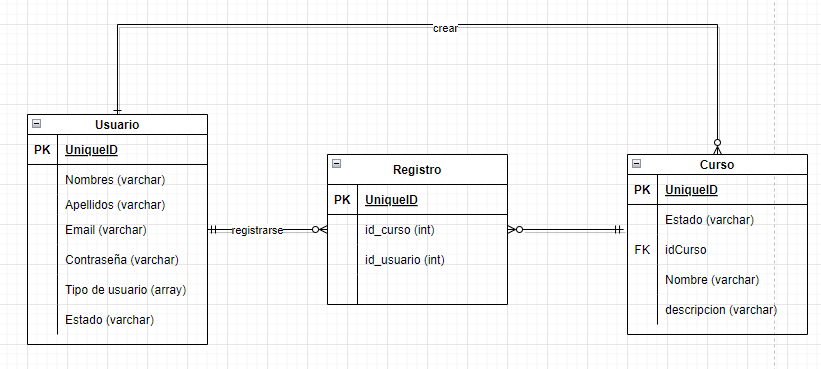 crear
Usuario
PK UniqueID
Nombres (varchar)
Apellidos (varchar)
Email (varchar)
Contraseña (varchar)
Tipo de usuario (array)
Estado (varchar)
registrarse
Registro
PK UniqueID
id_curso (int)
id_usuario (int)
Curso
PK UniqueID
Estado (varchar)
FK idCurso
Nombre (varchar)
descripcion (varchar)